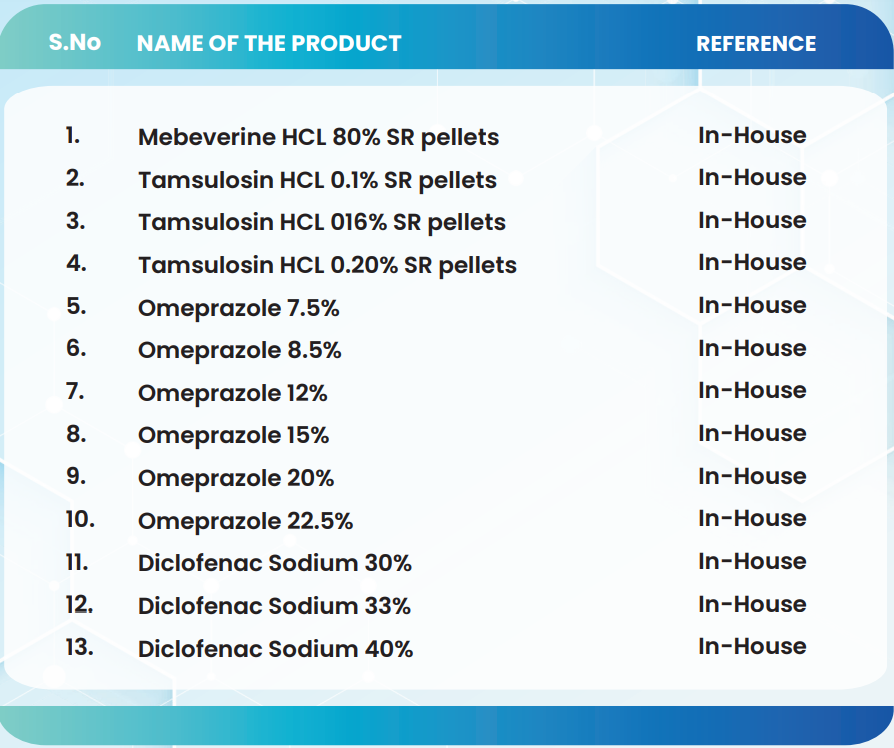 S.No NAME OF THE PRODUCT REFERENCE
1. Mebeverine HCL 80% SR pellets In-House
2. Tamsulosin HCL 0.1% SR pellets In-House
3. Tamsulosin HCL 016% SR pellets In-House
4. Tamsulosin HCL 0.20% SR pellets In-House
5. Omeprazole 7.5% In-House
6. Omeprazole 8.5% In-House
7. Omeprazole 12% In-House
8. Omeprazole 15% In-House
9. Omeprazole 20% In-House
10. Omeprazole 22.5% In-House
11. Diclofenac Sodium 30% In-House
12. Diclofenac Sodium 33% In-House
13. Diclofenac Sodium 40% In-House